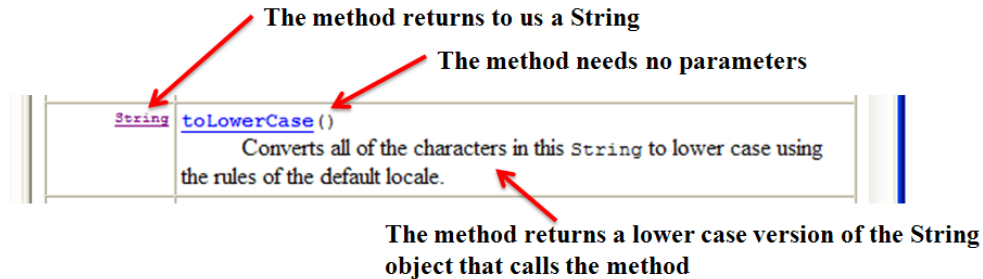 The method returns to us a String
The method needs no parameters
String toLowerCase()
Converts all of the characters in this String to lower case using
the rules of the default locale.
The method returns a lower case version of the String
object that calls the method